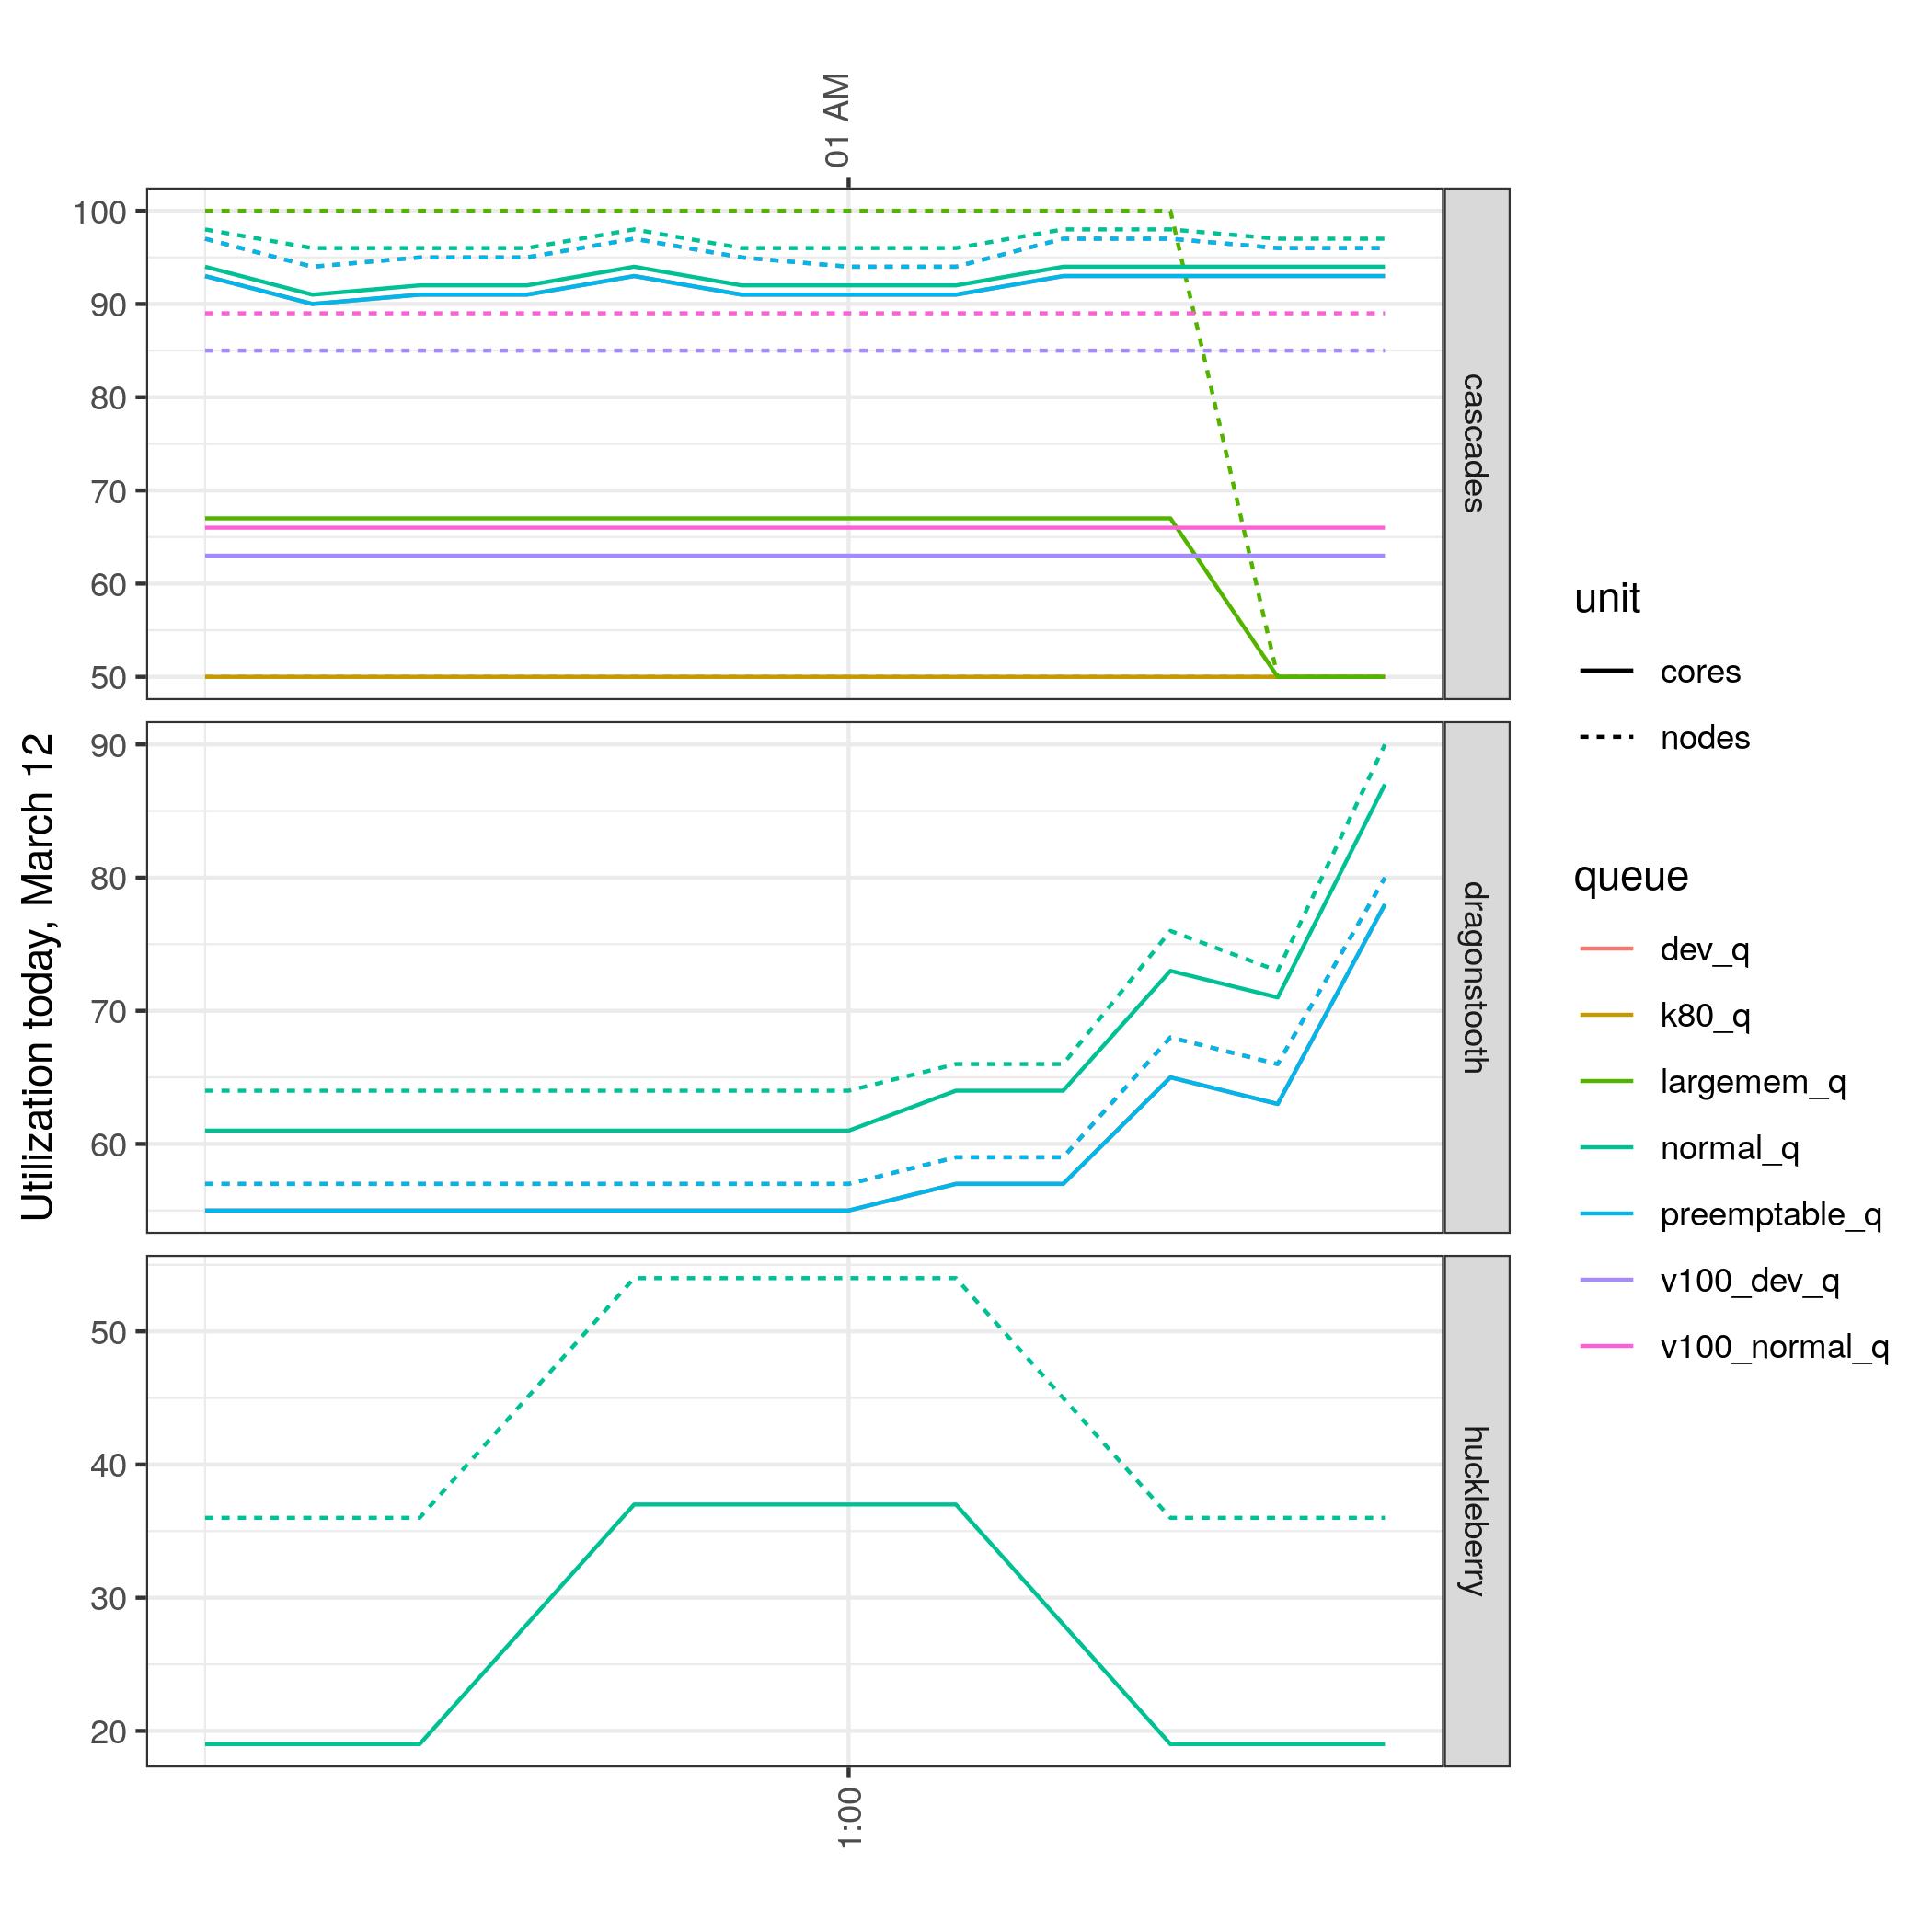 01 AM
100
90
80
70
60
50
cascades
90
80
70
60
dragonstooth
50
40
30
20
huckleberry
1:00
Utilization today, March 12
unit
cores
nodes
queue
dev_q
k80_q
largemem_q
normal_q
preemptable_q
v100_dev_q
v100_normal_q